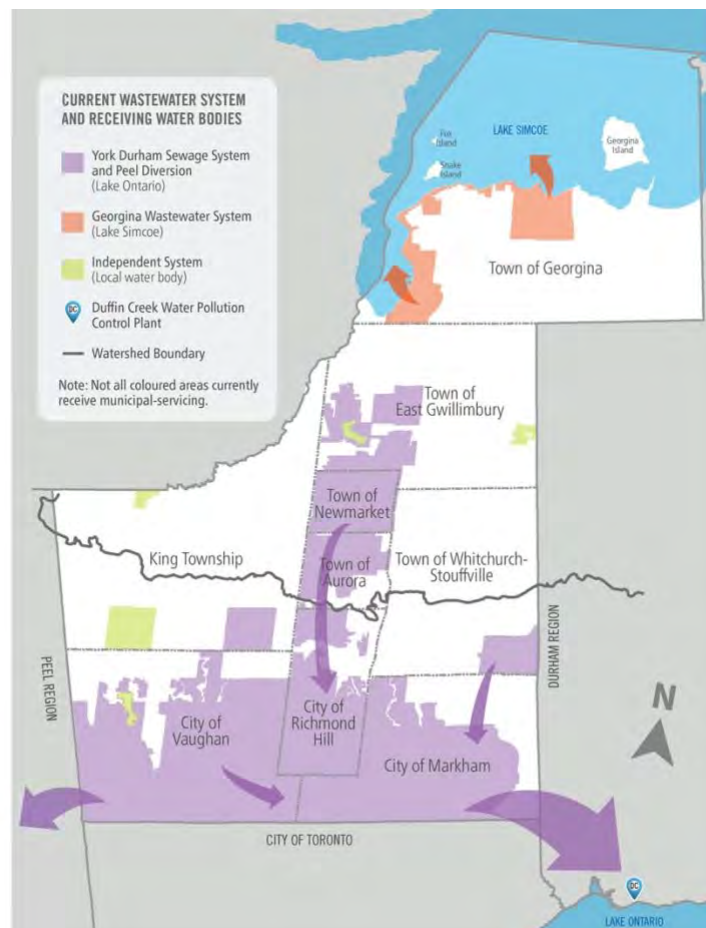 CURRENT WASTEWATER SYSTEM
AND RECEIVING WATER BODIES
York Durham Sewage System
and Peel Diversion
(Lake Ontario)
Georgina Wastewater System
(Lake Simcoe)
Independent System
(Local water body)
DC
Duffin Creek Water Pollution
Control Plant
Watershed Boundary
Note: Not all coloured areas currently
receive municipal-servicing.
LAKE SIMCOE
Fox
Island
Snake
Island
Georgina
Island
Town of Georgina
Town of
East Gwillimbury
Town of
Newmarket
King Township
Town of
Aurora
Town of Whitchurch-
Stouffville
PEEL REGION
DURHAM REGION
City of
Vaughan
City of
Richmond
Hill
City of Markham
N
CITY OF TORONTO
DC
LAKE ONTARIO